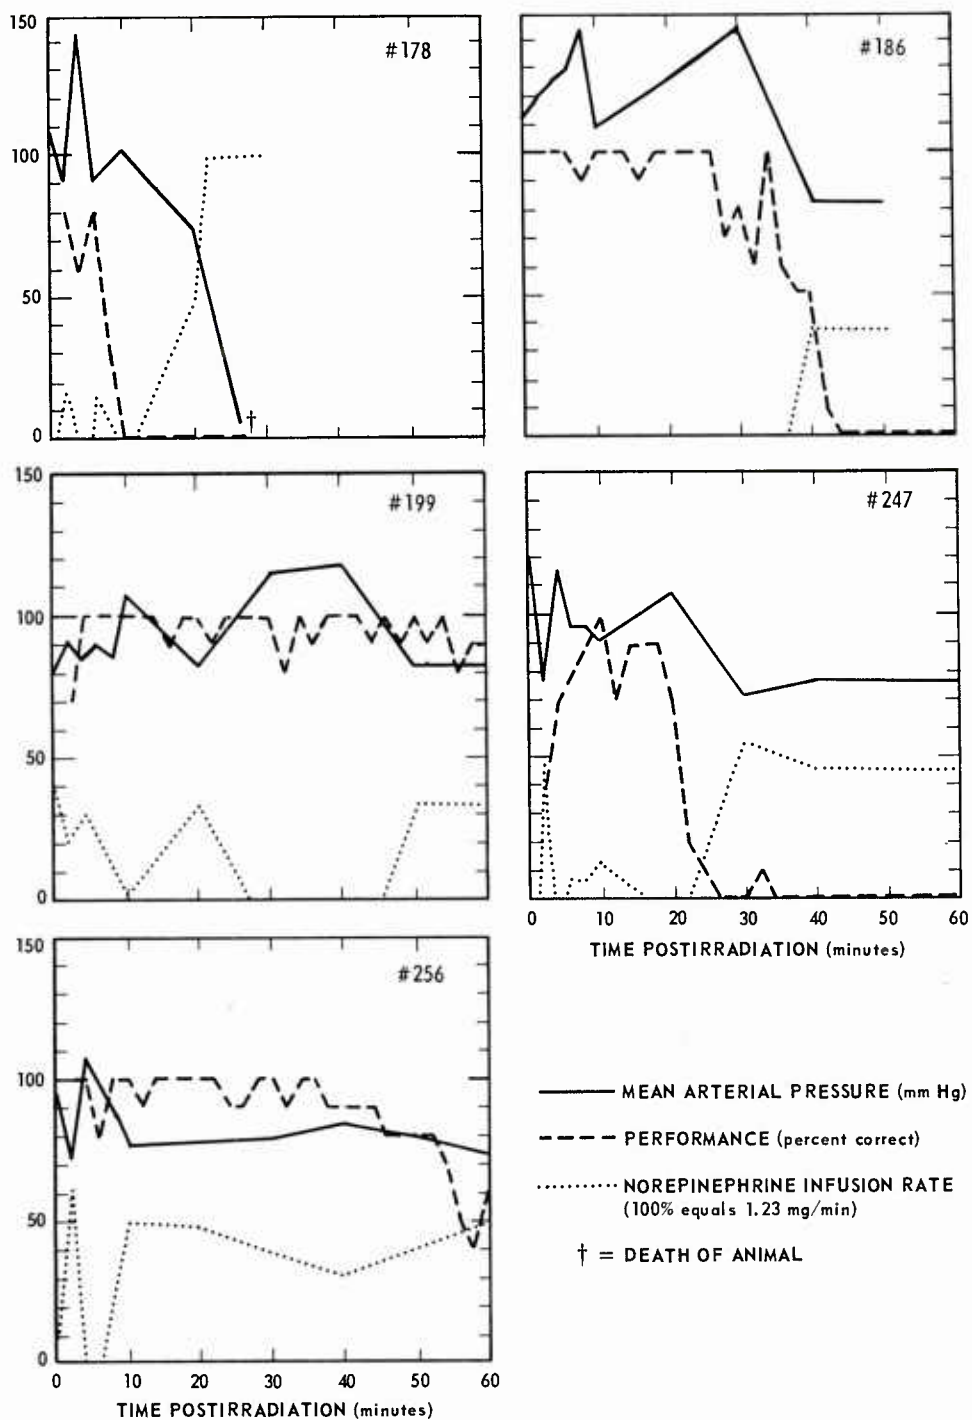 150
100
50
0
#178
†
#186
150
100
50
0
#199
#247
0 10 20 30 40 50 60
TIME POSTIRRADIATION (minutes)
150
100
50
0
#256
0 10 20 30 40 50 60
TIME POSTIRRADIATION (minutes)
MEAN ARTERIAL PRESSURE (mm Hg)
PERFORMANCE (percent correct)
NOREPINEPHRINE INFUSION RATE
(100% equals 1.23 mg/min)
† = DEATH OF ANIMAL